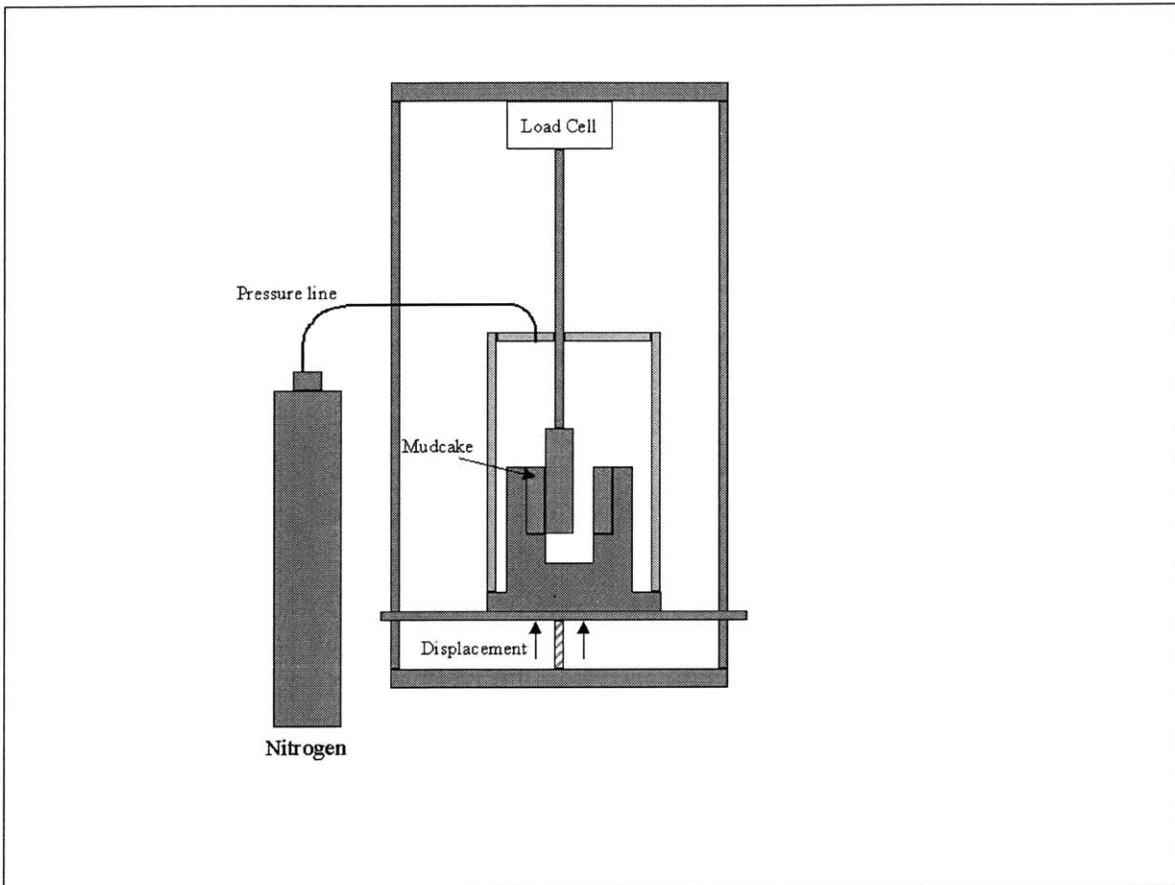 Load Cell
Pressure line
Mudcake
Displacement
Nitrogen